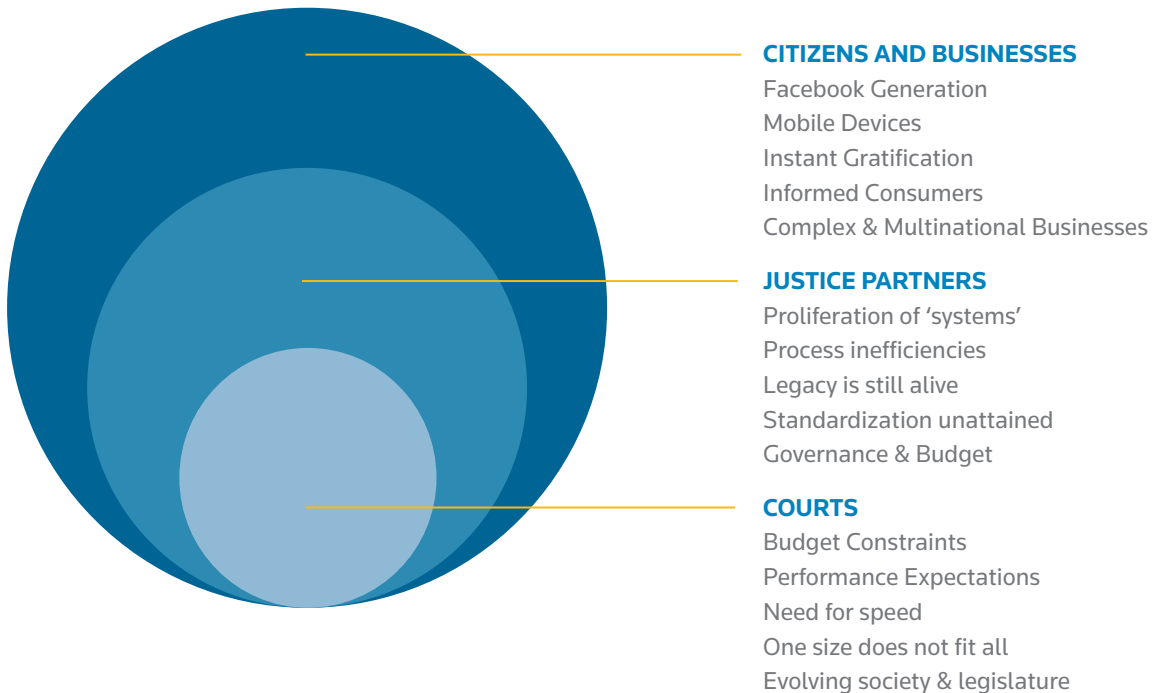 CITIZENS AND BUSINESSES
Facebook Generation
Mobile Devices
Instant Gratification
Informed Consumers
Complex & Multinational Businesses
JUSTICE PARTNERS
Proliferation of ‘systems’
Process inefficiencies
Legacy is still alive
Standardization unattained
Governance & Budget
COURTS
Budget Constraints
Performance Expectations
Need for speed
One size does not fit all
Evolving society & legislature